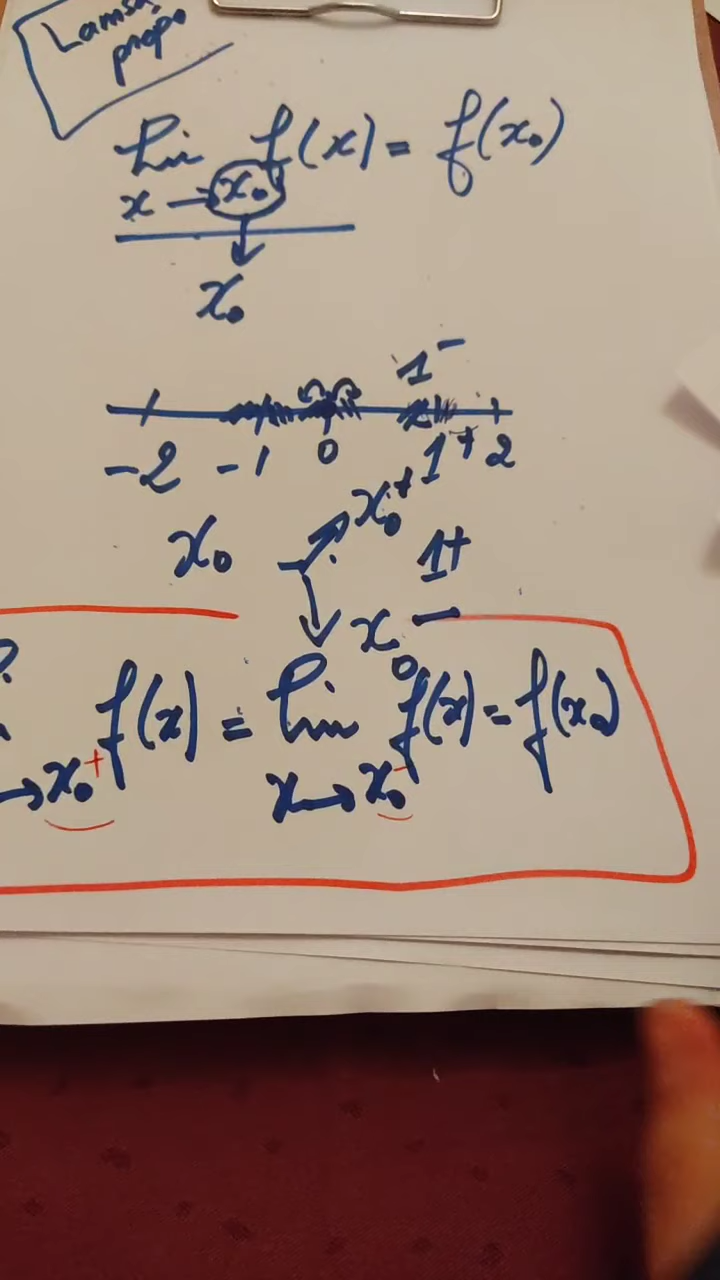 Lamsa
propo
lim f(x) = f(x₀)
x → x₀
x₀
1⁻
-2 -1 0 1⁺ 2
x₀⁺
x₀ 1+
x₀⁻
f(x) = lim f(x) = f(x₀)
→ x₀⁺ x → x₀⁻